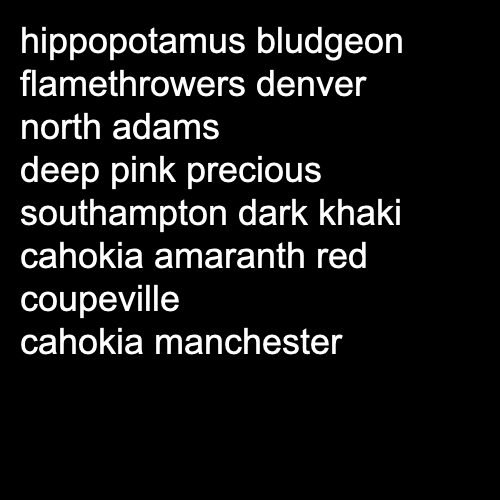 hippopotamus bludgeon
flamethrowers denver
north adams
deep pink precious
southampton dark khaki
cahokia amaranth red
coupeville
cahokia manchester